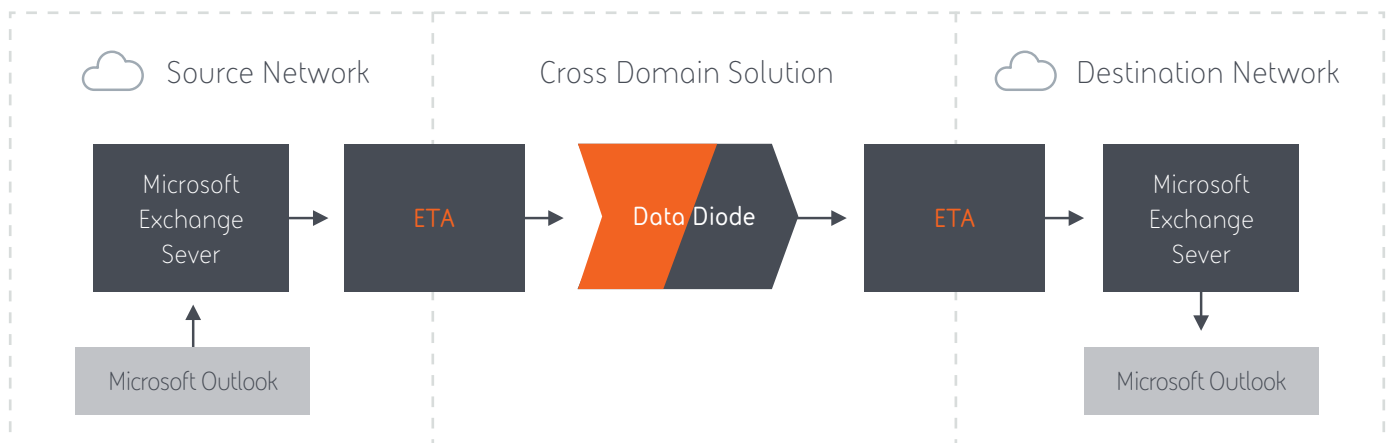 Source Network
Cross Domain Solution
Destination Network
Microsoft
Exchange
Sever
ETA
Data Diode
ETA
Microsoft
Exchange
Sever
Microsoft Outlook
Microsoft Outlook